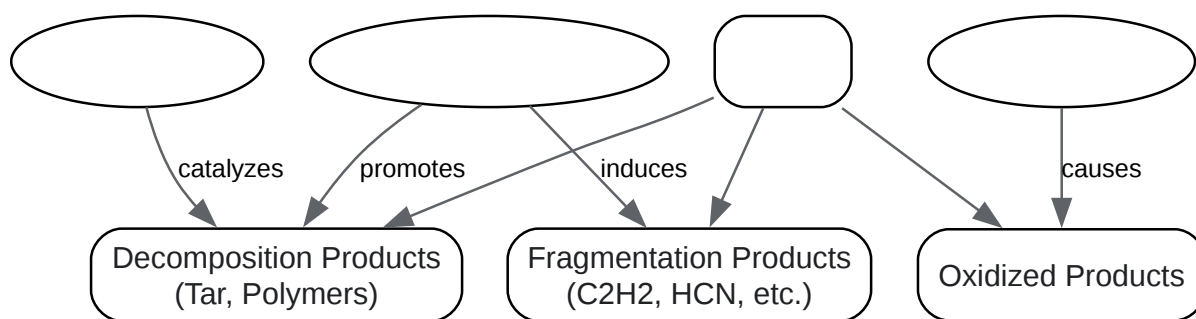 catalyzes
promotes
induces
causes
Decomposition Products
(Tar, Polymers)
Fragmentation Products
(C2H2, HCN, etc.)
Oxidized Products